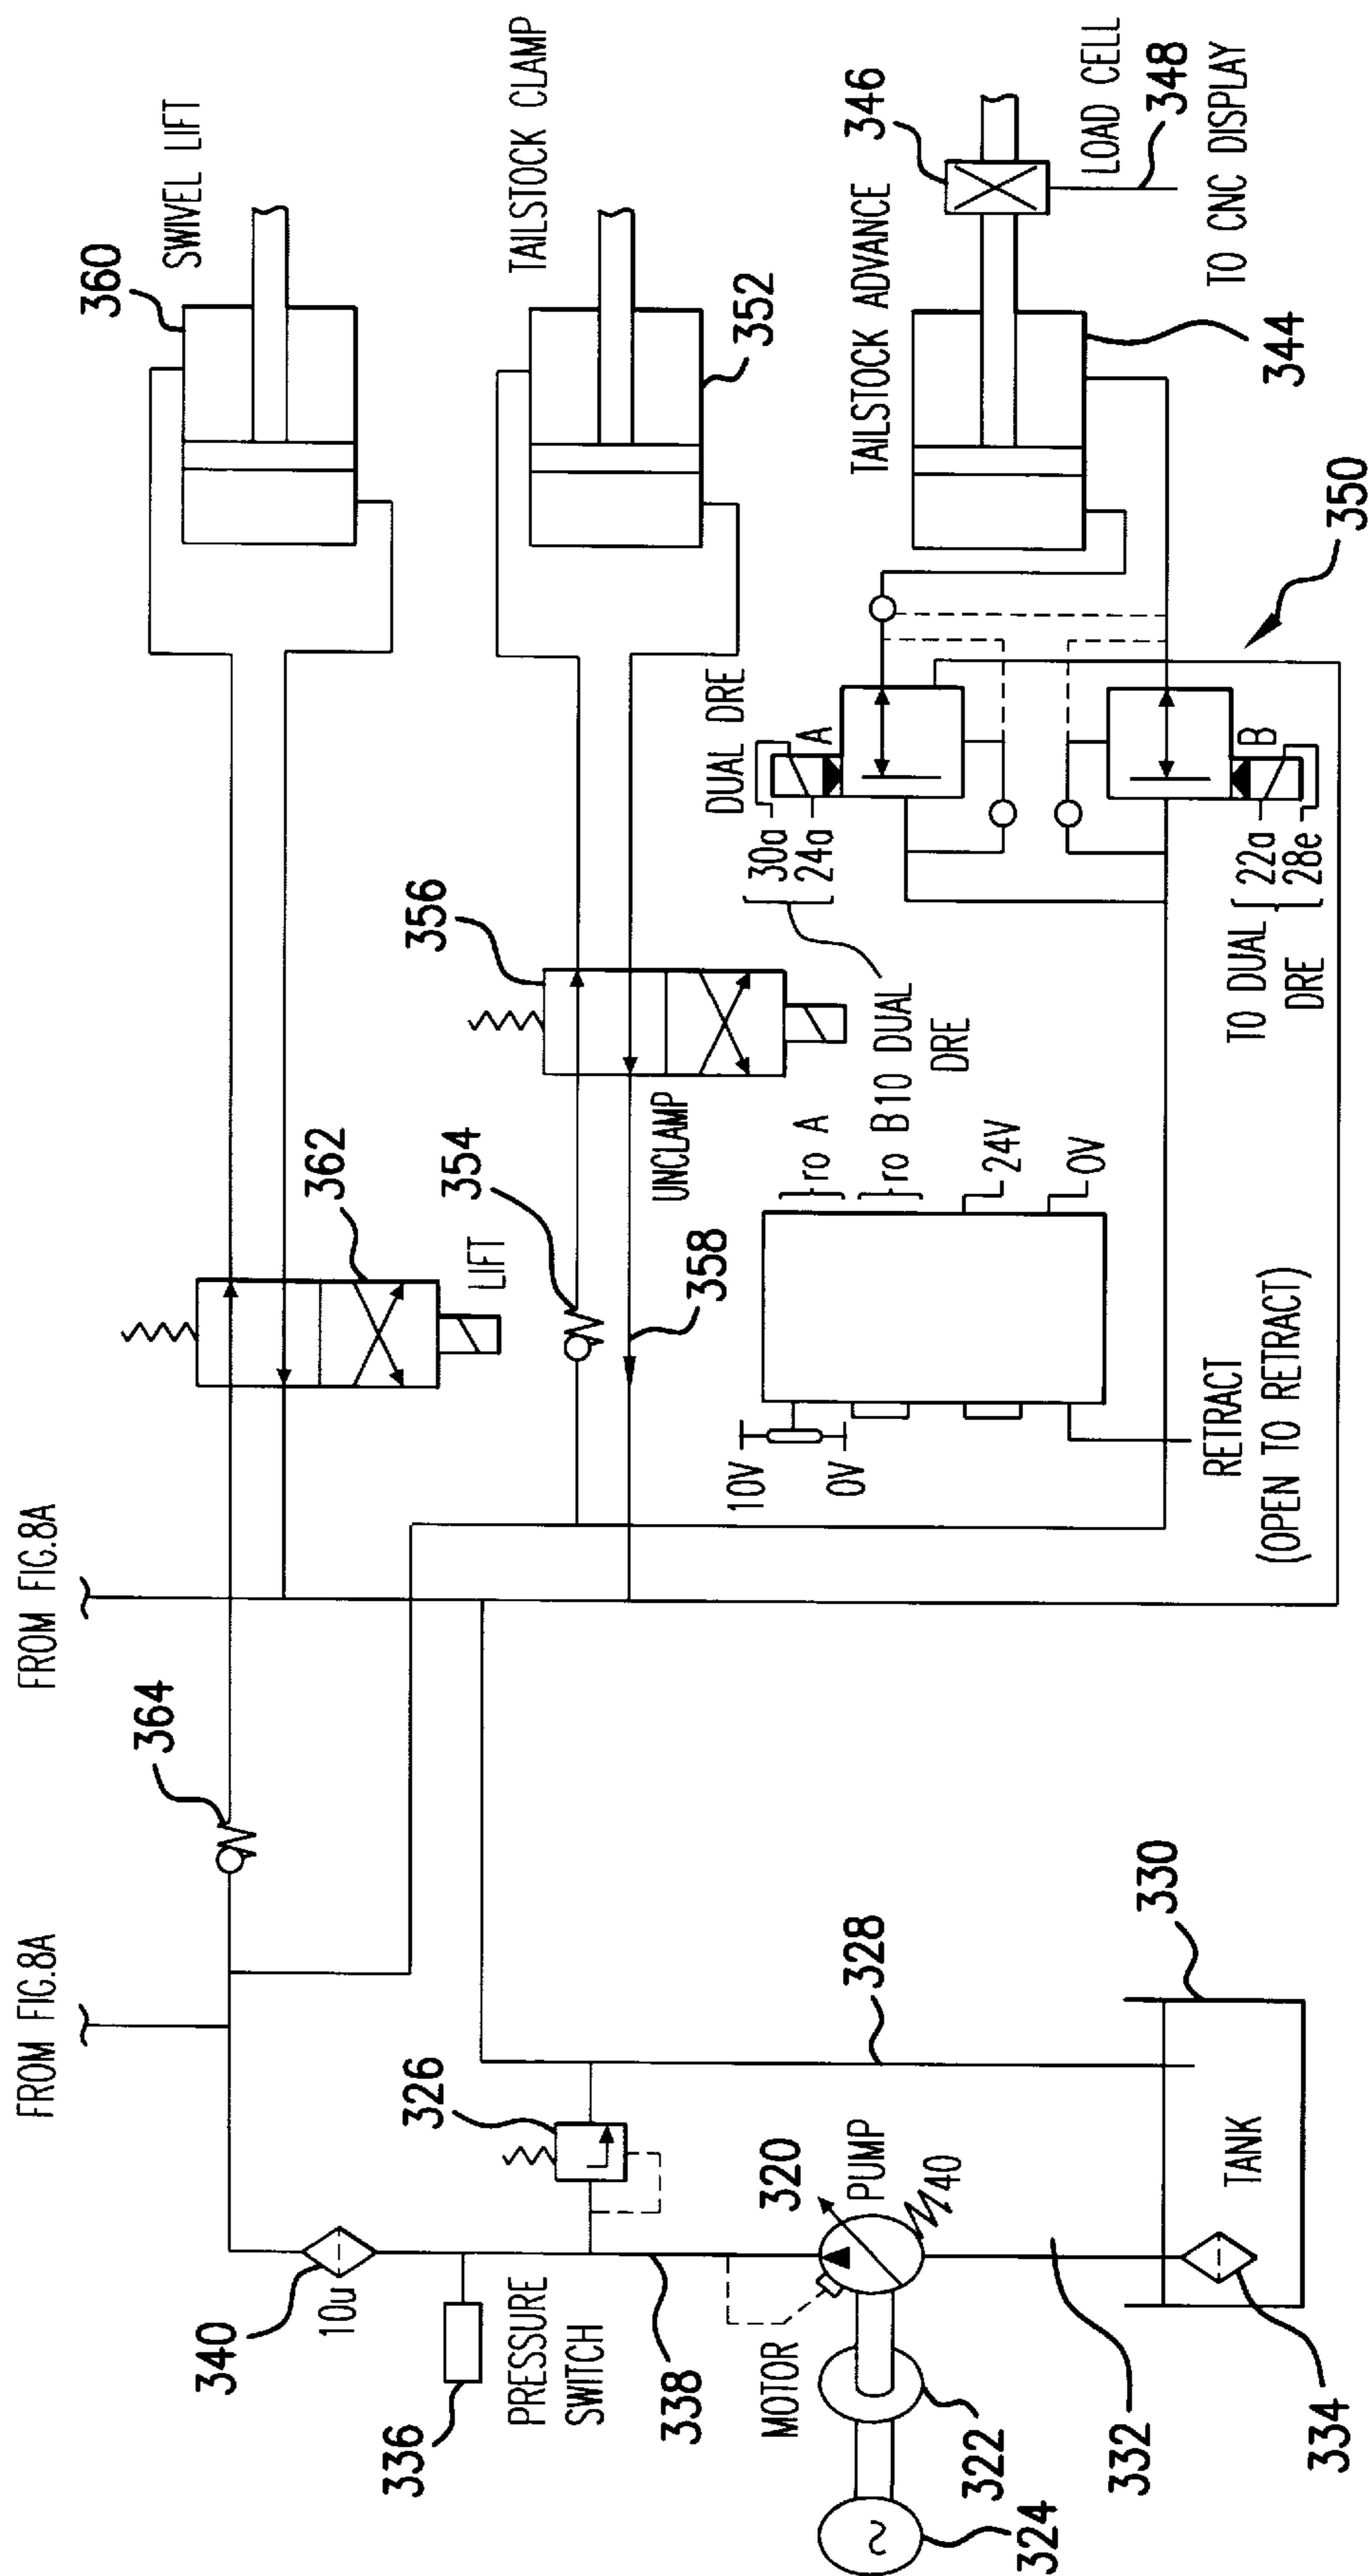 FROM FIG.8A
FROM FIG.8A
364
360
SWIVEL LIFT
362
LIFT
340
10u
336
PRESSURE
SWITCH
338
326
354
356
TAILSTOCK CLAMP
352
UNCLAMP
358
MOTOR
320
PUMP
40
322
324
328
332
TANK
330
334
10V
0V
ro A
ro B
10 DUAL
DRE
24V
0V
RETRACT
(OPEN TO RETRACT)
DUAL DRE
A
30a
24a
B
TO DUAL
DRE
22a
28e
350
TAILSTOCK ADVANCE
346
344
LOAD CELL
348
TO CNC DISPLAY